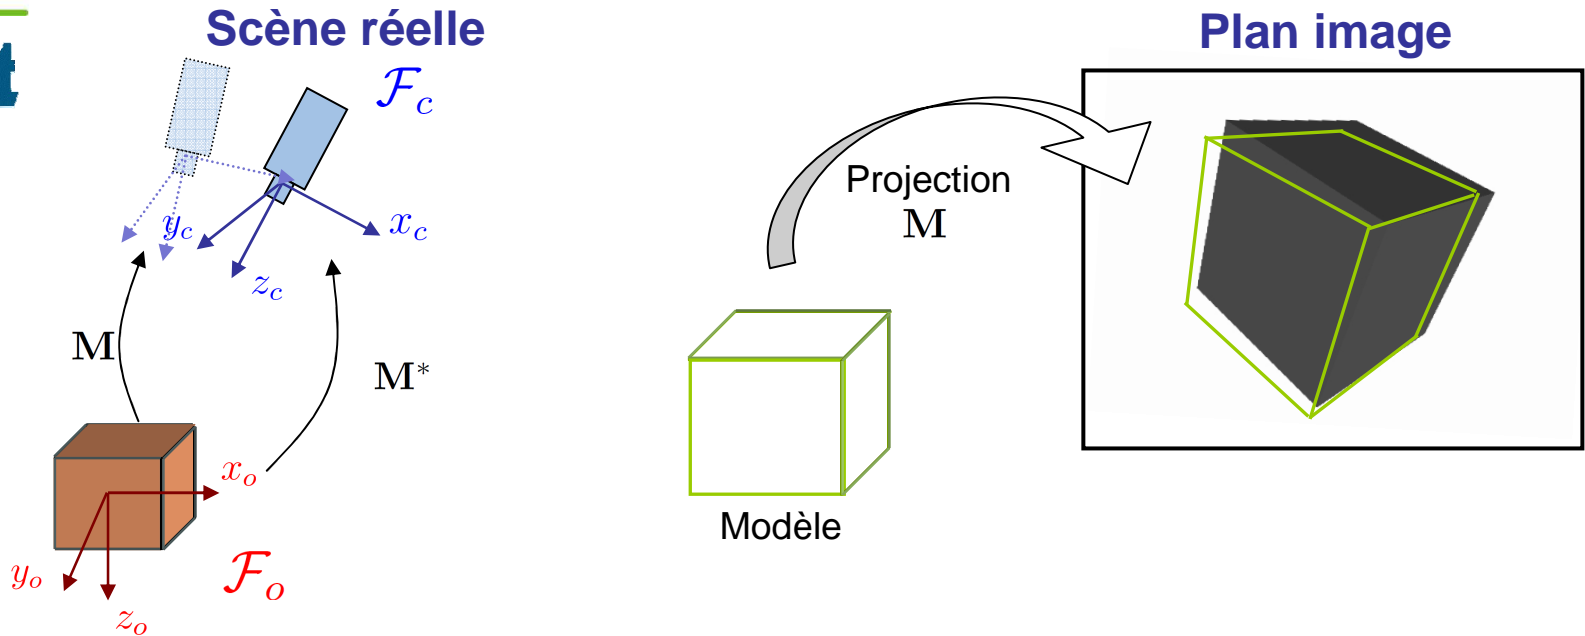 Scène réelle
Plan image
t
ℱc
yc
xc
zc
Projection
M
M
M*
xo
Modèle
yo
ℱo
zo